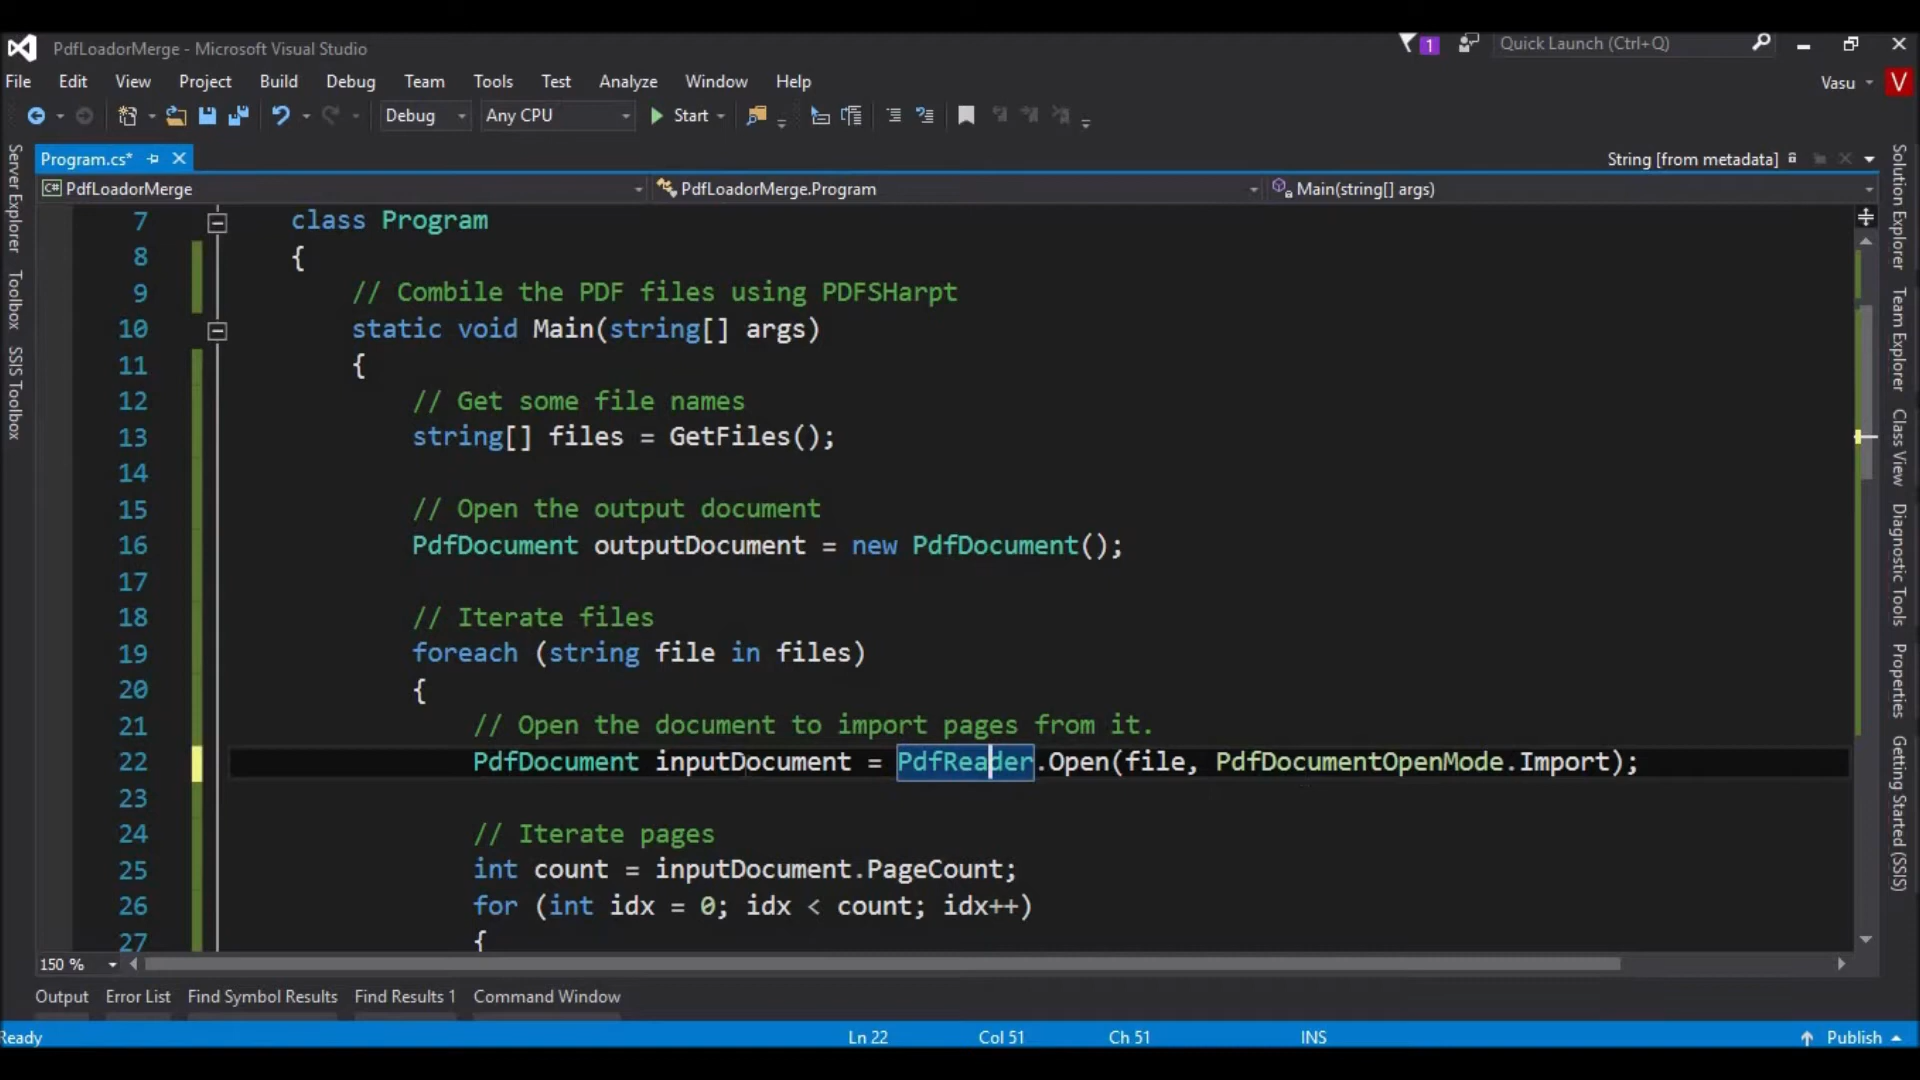 PdfLoadorMerge - Microsoft Visual Studio
1
Quick Launch (Ctrl+Q)
File Edit View Project Build Debug Team Tools Test Analyze Window Help
Vasu V
Debug Any CPU Start
Program.cs*
String [from metadata]
C# PdfLoadorMerge PdfLoadorMerge.Program Main(string[] args)
7 class Program
8 {
9 // Combile the PDF files using PDFSHarpt
10 static void Main(string[] args)
11 {
12 // Get some file names
13 string[] files = GetFiles();
14
15 // Open the output document
16 PdfDocument outputDocument = new PdfDocument();
17
18 // Iterate files
19 foreach (string file in files)
20 {
21 // Open the document to import pages from it.
22 PdfDocument inputDocument = PdfReader.Open(file, PdfDocumentOpenMode.Import);
23
24 // Iterate pages
25 int count = inputDocument.PageCount;
26 for (int idx = 0; idx < count; idx++)
27 {
150 %
Server Explorer
Toolbox
SSIS Toolbox
Solution Explorer
Team Explorer
Class View
Diagnostic Tools
Properties
Getting Started (SSIS)
Output Error List Find Symbol Results Find Results 1 Command Window
Ready Ln 22 Col 51 Ch 51 INS Publish